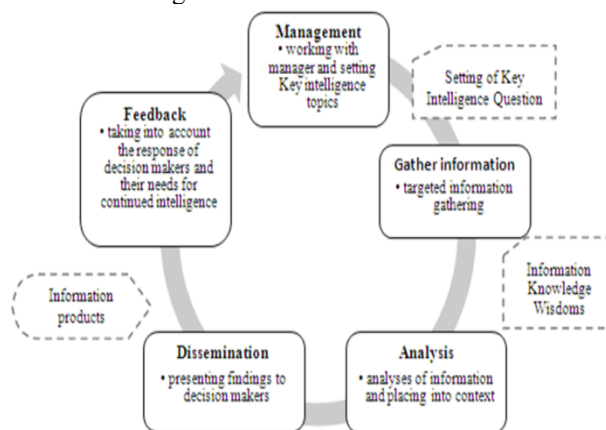 Management
• working with
manager and setting
Key intelligence
topics
Setting of Key
Intelligence Question
Gather information
• targeted information
gathering
Information
Knowledge
Wisdoms
Analysis
• analyses of information
and placing into context
Dissemination
• presenting findings to
decision makers
Information
products
Feedback
• taking into account
the response of
decision makers and
their needs for
continued intelligence